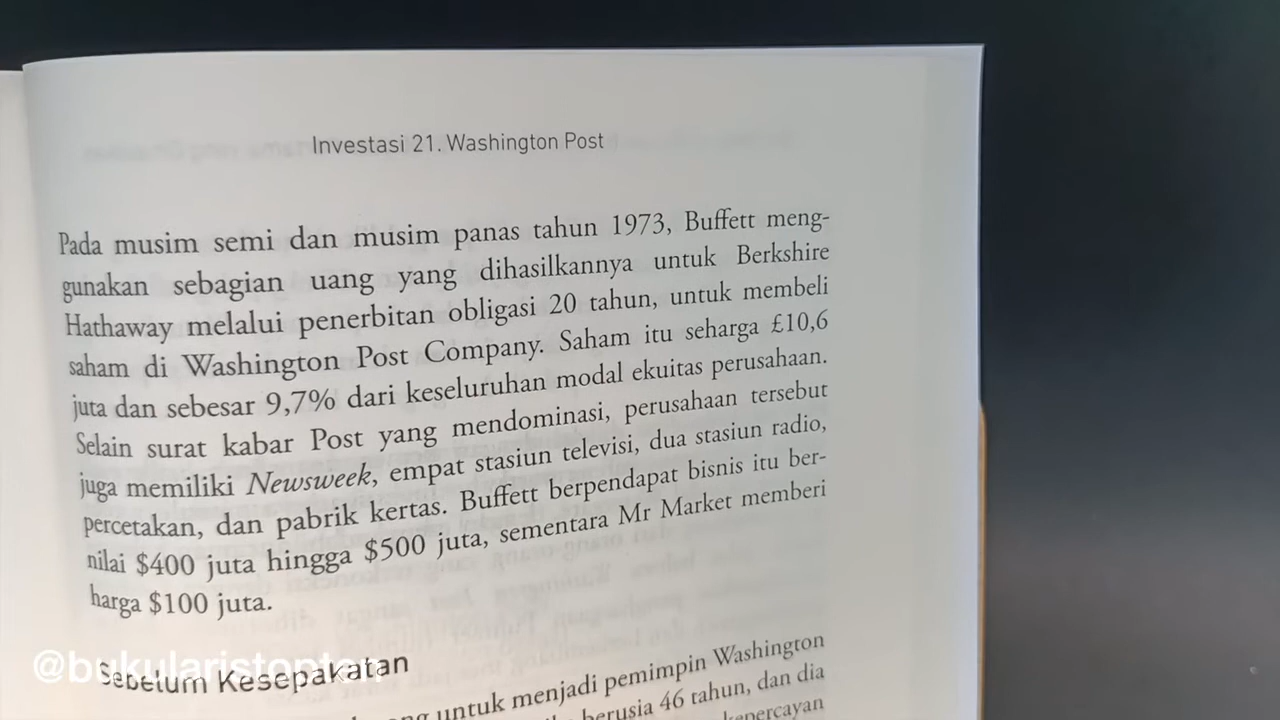 Investasi 21. Washington Post
Pada musim semi dan musim panas tahun 1973, Buffett meng-
gunakan sebagian uang yang dihasilkannya untuk Berkshire
Hathaway melalui penerbitan obligasi 20 tahun, untuk membeli
saham di Washington Post Company. Saham itu seharga £10,6
juta dan sebesar 9,7% dari keseluruhan modal ekuitas perusahaan.
Selain surat kabar Post yang mendominasi, perusahaan tersebut
juga memiliki Newsweek, empat stasiun televisi, dua stasiun radio,
percetakan, dan pabrik kertas. Buffett berpendapat bisnis itu ber-
nilai $400 juta hingga $500 juta, sementara Mr Market memberi
harga $100 juta.
Sebelum Kesepakatan
untuk menjadi pemimpin Washington
berusia 46 tahun, dan dia
kepercayan